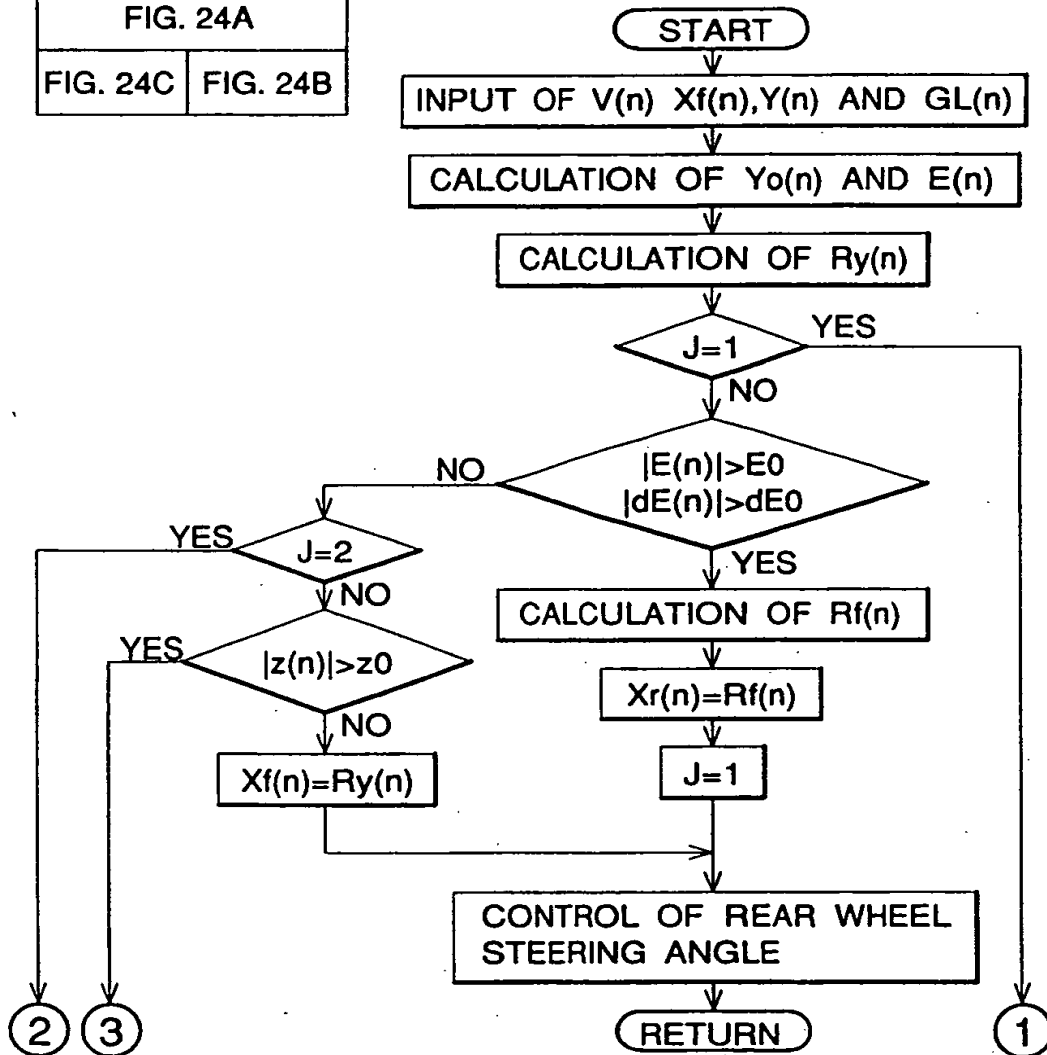 FIG. 24A
FIG. 24C
FIG. 24B
START
INPUT OF V(n) Xf(n),Y(n) AND GL(n)
CALCULATION OF Yo(n) AND E(n)
CALCULATION OF Ry(n)
J=1
YES
NO
|E(n)|>E0
|dE(n)|>dE0
NO
YES
J=2
YES
NO
CALCULATION OF Rf(n)
|z(n)|>z0
YES
NO
Xr(n)=Rf(n)
Xf(n)=Ry(n)
J=1
CONTROL OF REAR WHEEL
STEERING ANGLE
RETURN
2
3
1